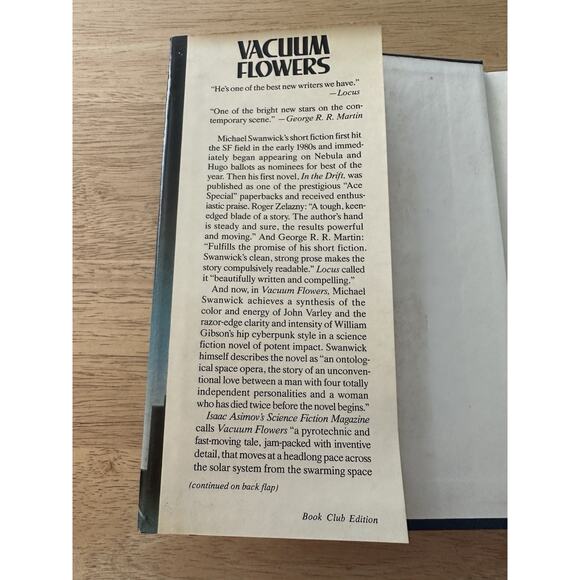 VACUUM
FLOWERS
"He's one of the best new writers we have."
—Locus
"One of the bright new stars on the con-
temporary scene." —George R. R. Martin
Michael Swanwick's short fiction first hit
the SF field in the early 1980s and immed-
iately began appearing on Nebula and
Hugo ballots as nominees for best of the
year. Then his first novel, In the Drift, was
published as one of the prestigious "Ace
Special" paperbacks and received enthus-
iastic praise. Roger Zelazny: "A tough, keen-
edged blade of a story. The author's hand
is steady and sure, the results powerful
and moving." And George R. R. Martin:
"Fulfills the promise of his short fiction.
Swanwick's clean, strong prose makes the
story compulsively readable." Locus called
it "beautifully written and compelling."
And now, in Vacuum Flowers, Michael
Swanwick achieves a synthesis of the
color and energy of John Varley and the
razor-edge clarity and intensity of William
Gibson's hip cyberpunk style in a science
fiction novel of potent impact. Swanwick
himself describes the novel as "an ontolog-
ical space opera, the story of an unconven-
tional love between a man with four totally
independent personalities and a woman
who has died twice before the novel begins."
Isaac Asimov's Science Fiction Magazine
calls Vacuum Flowers "a pyrotechnic and
fast-moving tale, jam-packed with inventive
detail, that moves at a headlong pace across
the solar system from the swarming space
(continued on back flap)
Book Club Edition